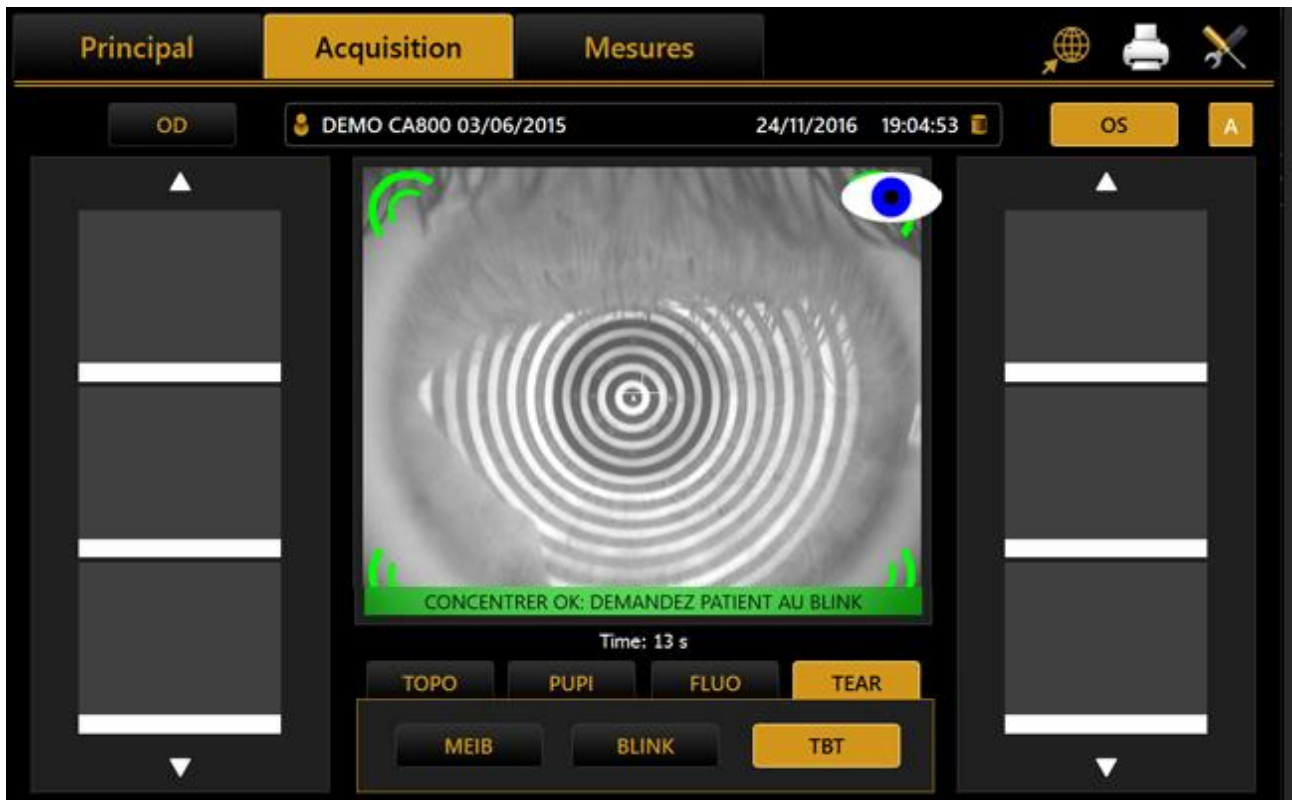 Principal Acquisition Mesures
OD DEMO CA800 03/06/2015 24/11/2016 19:04:53 OS A
CONCENTRER OK: DEMANDEZ PATIENT AU BLINK
Time: 13 s
TOPO PUPI FLUO TEAR
MEIB BLINK TBT